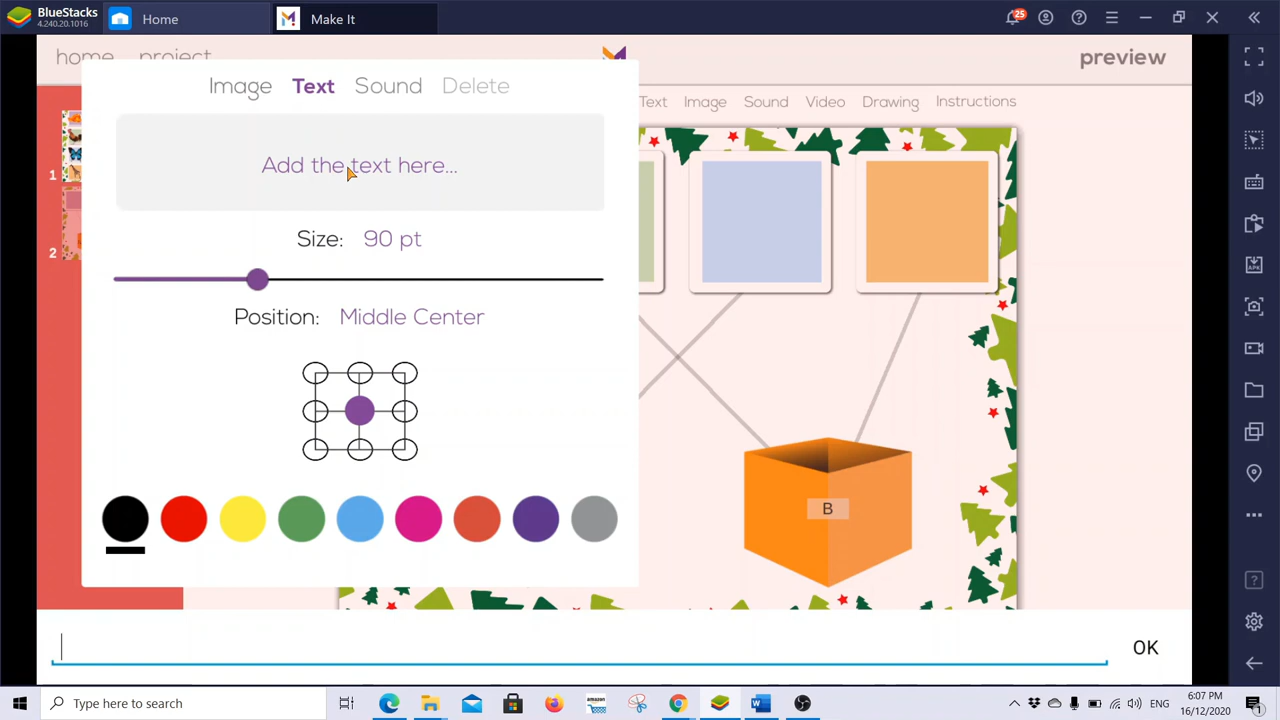 BlueStacks
4.240.20.1016
Home
Make It
25
home project
preview
Image Text Sound Delete
Text Image Sound Video Drawing Instructions
Add the text here...
1
Size: 90 pt
2
Position: Middle Center
B
OK
Type here to search
6:07 PM
16/12/2020
1